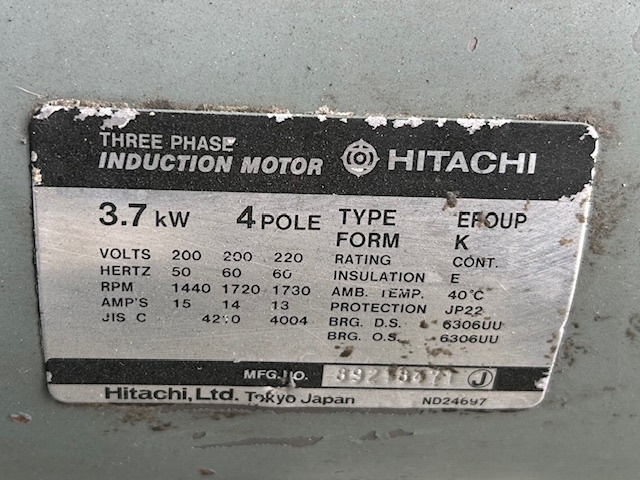 THREE PHASE
INDUCTION MOTOR HITACHI
3.7 kW 4 POLE TYPE EFOUP
FORM K
VOLTS 200 200 220 RATING CONT.
HERTZ 50 60 60 INSULATION E
RPM 1440 1720 1730 AMB. TEMP. 40°C
AMP'S 15 14 13 PROTECTION JP22
JIS C 4210 4004 BRG. D.S. 6306UU
BRG. O.S. 6306UU
MFG.NO. J
Hitachi, Ltd. Tokyo Japan ND24697